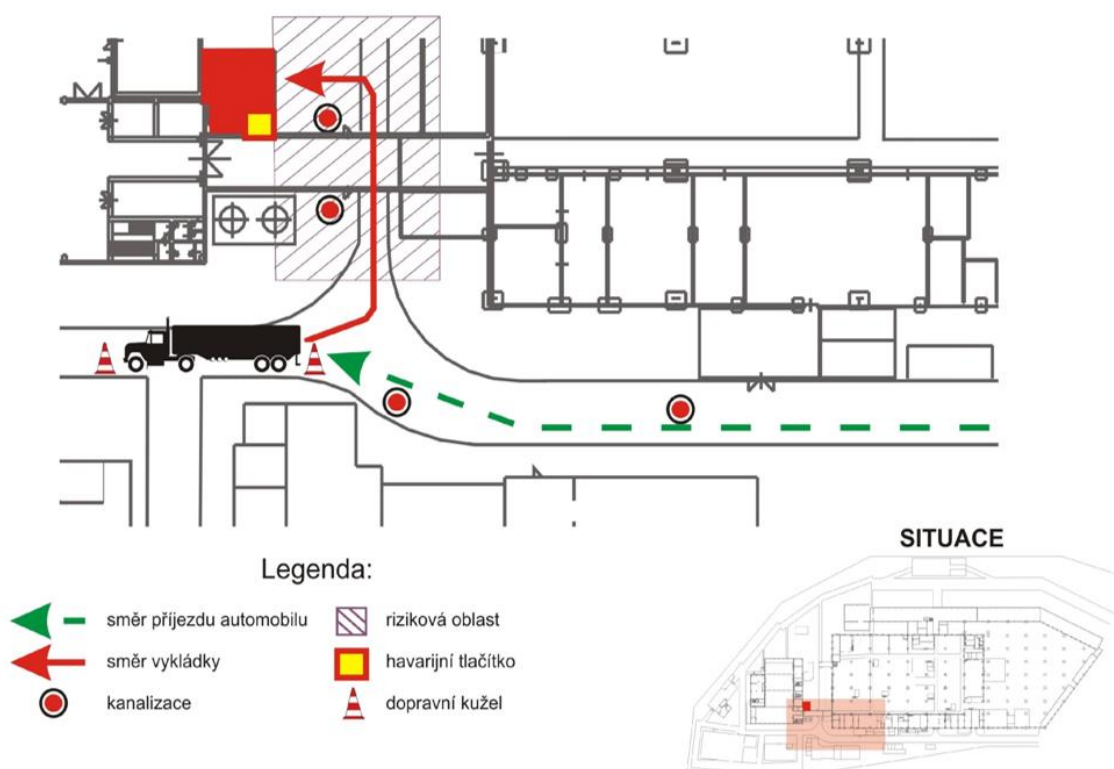 SITUACE
Legenda:
směr příjezdu automobilu
riziková oblast
směr vykládky
havarijní tlačítko
kanalizace
dopravní kužel